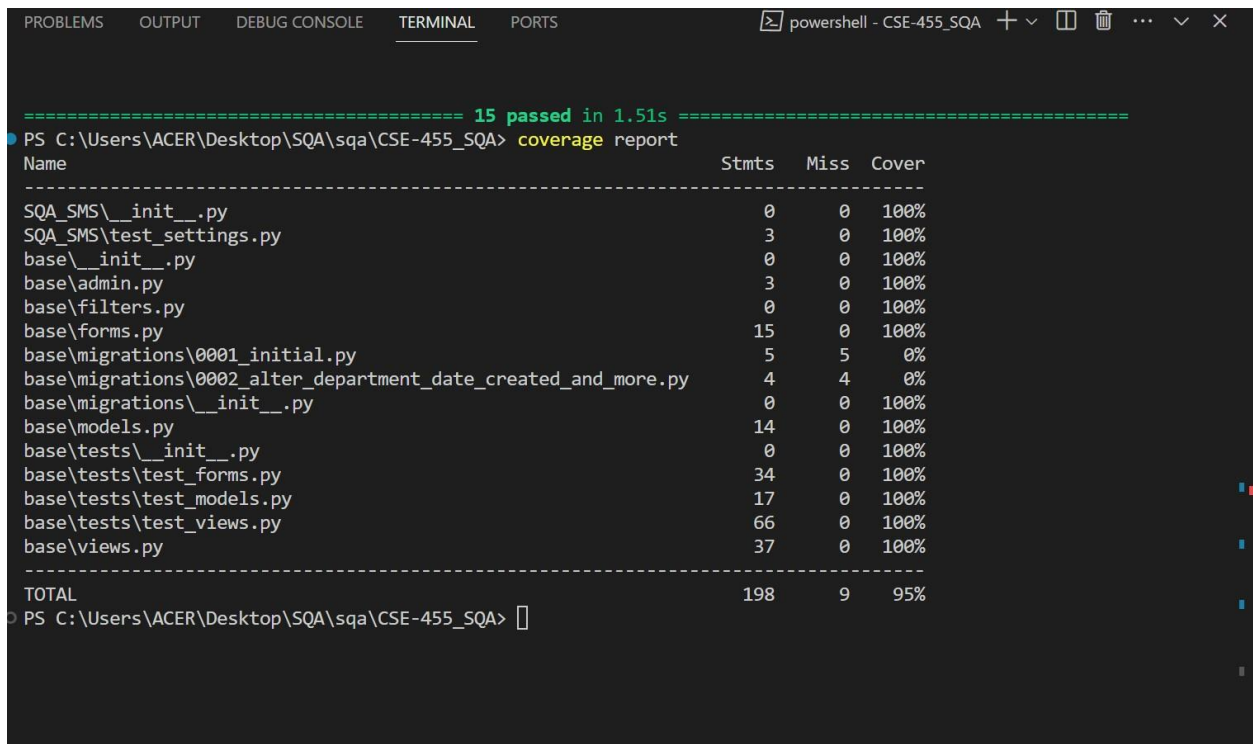 PROBLEMS OUTPUT DEBUG CONSOLE TERMINAL PORTS powershell - CSE-455_SQA
========================================= 15 passed in 1.51s ==========================================
PS C:\Users\ACER\Desktop\SQA\sqa\CSE-455_SQA> coverage report
Name Stmts Miss Cover
------------------------------------------------------------------------------------
SQA_SMS\__init__.py 0 0 100%
SQA_SMS\test_settings.py 3 0 100%
base\__init__.py 0 0 100%
base\admin.py 3 0 100%
base\filters.py 0 0 100%
base\forms.py 15 0 100%
base\migrations\0001_initial.py 5 5 0%
base\migrations\0002_alter_department_date_created_and_more.py 4 4 0%
base\migrations\__init__.py 0 0 100%
base\models.py 14 0 100%
base\tests\__init__.py 0 0 100%
base\tests\test_forms.py 34 0 100%
base\tests\test_models.py 17 0 100%
base\tests\test_views.py 66 0 100%
base\views.py 37 0 100%
------------------------------------------------------------------------------------
TOTAL 198 9 95%
PS C:\Users\ACER\Desktop\SQA\sqa\CSE-455_SQA>